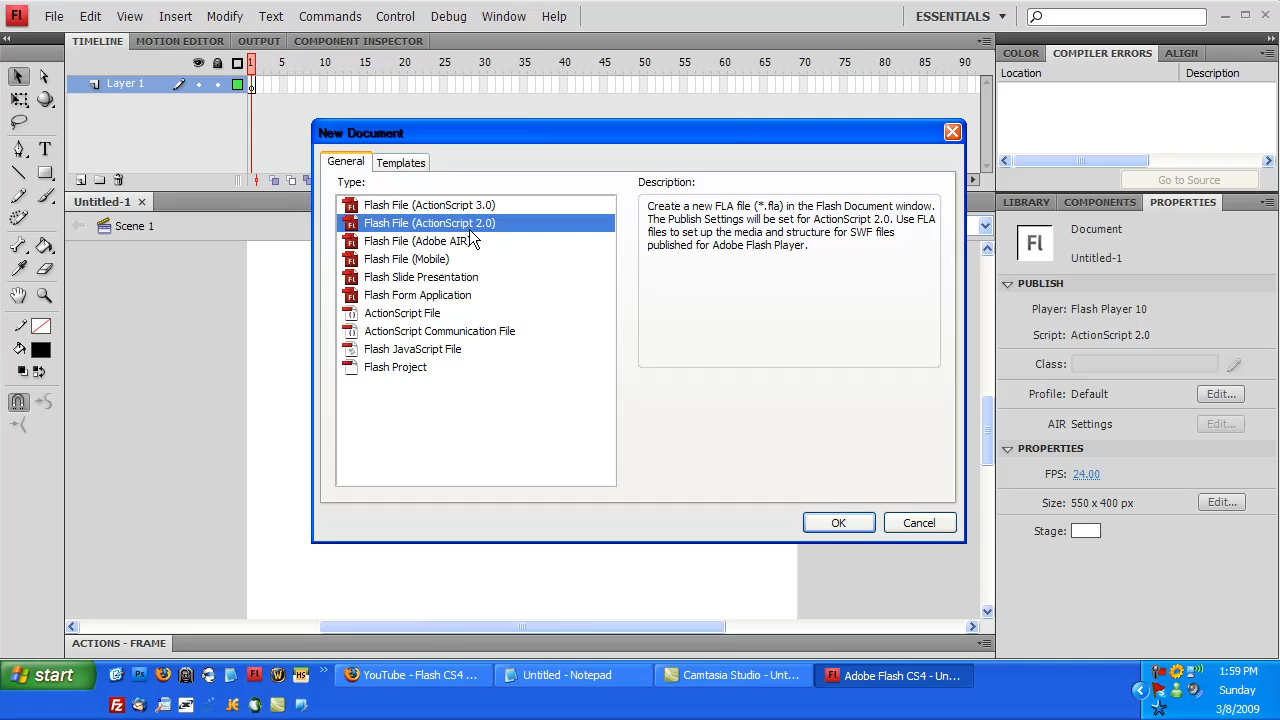 Fl File Edit View Insert Modify Text Commands Control Debug Window Help ESSENTIALS
TIMELINE MOTION EDITOR OUTPUT COMPONENT INSPECTOR
COLOR COMPILER ERRORS ALIGN
1 5 10 15 20 25 30 35 40 45 50 55 60 65 70 75 80 85 90
Location Description
Layer 1
Go to Source
New Document
General Templates
Type:
Flash File (ActionScript 3.0)
Flash File (ActionScript 2.0)
Flash File (Adobe AIR)
Flash File (Mobile)
Flash Slide Presentation
Flash Form Application
ActionScript File
ActionScript Communication File
Flash JavaScript File
Flash Project
Description:
Create a new FLA file (*.fla) in the Flash Document window.
The Publish Settings will be set for ActionScript 2.0. Use FLA
files to set up the media and structure for SWF files
published for Adobe Flash Player.
OK Cancel
Untitled-1
Scene 1
LIBRARY COMPONENTS PROPERTIES
Fl
Document
Untitled-1
PUBLISH
Player: Flash Player 10
Script: ActionScript 2.0
Class:
Profile: Default Edit...
AIR Settings Edit...
PROPERTIES
FPS: 24.00
Size: 550 x 400 px Edit...
Stage:
ACTIONS - FRAME
start YouTube - Flash CS4 ... Untitled - Notepad Camtasia Studio - Unt... Adobe Flash CS4 - Un...
1:59 PM
Sunday
3/8/2009